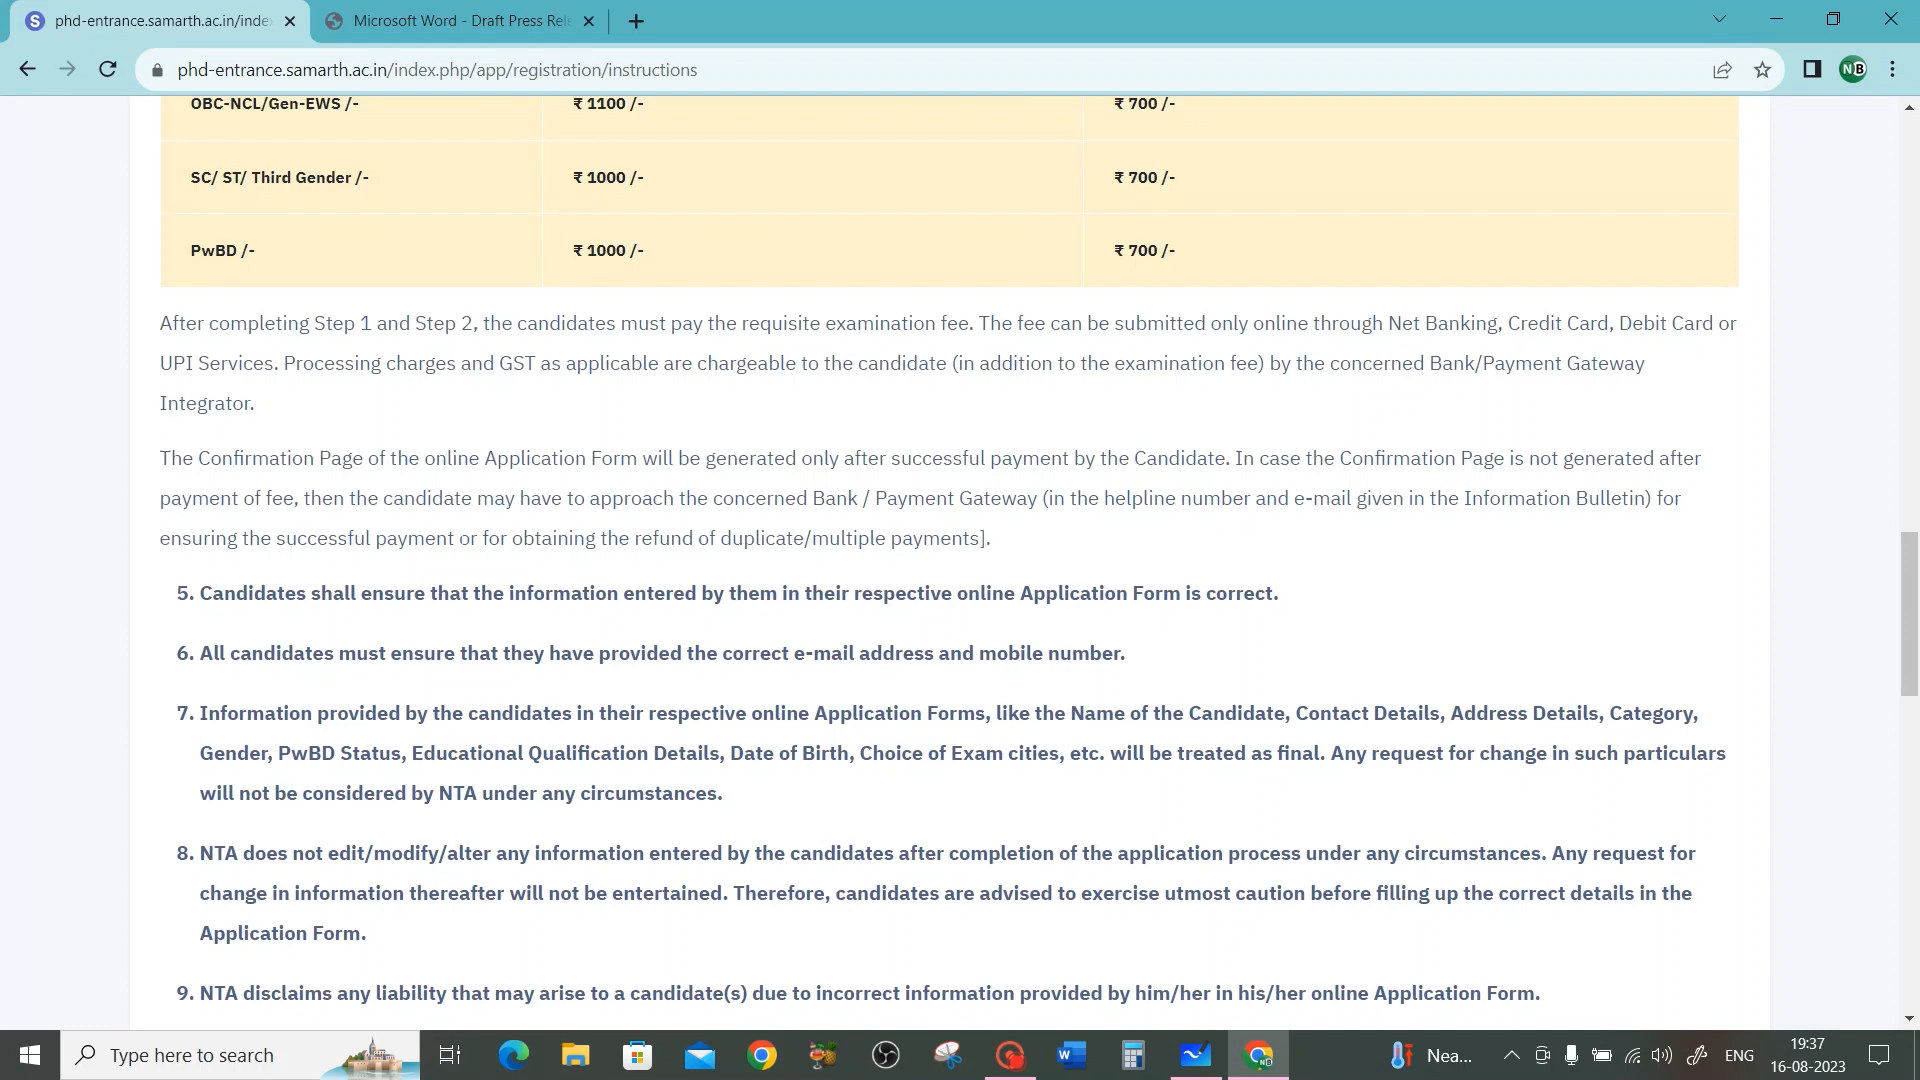 phd-entrance.samarth.ac.in/inde
Microsoft Word - Draft Press Rel
phd-entrance.samarth.ac.in/index.php/app/registration/instructions
NB
OBC-NCL/Gen-EWS /- ₹ 1100 /- ₹ 700 /-
SC/ ST/ Third Gender /- ₹ 1000 /- ₹ 700 /-
PwBD /- ₹ 1000 /- ₹ 700 /-
After completing Step 1 and Step 2, the candidates must pay the requisite examination fee. The fee can be submitted only online through Net Banking, Credit Card, Debit Card or
UPI Services. Processing charges and GST as applicable are chargeable to the candidate (in addition to the examination fee) by the concerned Bank/Payment Gateway
Integrator.
The Confirmation Page of the online Application Form will be generated only after successful payment by the Candidate. In case the Confirmation Page is not generated after
payment of fee, then the candidate may have to approach the concerned Bank / Payment Gateway (in the helpline number and e-mail given in the Information Bulletin) for
ensuring the successful payment or for obtaining the refund of duplicate/multiple payments].
5. Candidates shall ensure that the information entered by them in their respective online Application Form is correct.
6. All candidates must ensure that they have provided the correct e-mail address and mobile number.
7. Information provided by the candidates in their respective online Application Forms, like the Name of the Candidate, Contact Details, Address Details, Category,
Gender, PwBD Status, Educational Qualification Details, Date of Birth, Choice of Exam cities, etc. will be treated as final. Any request for change in such particulars
will not be considered by NTA under any circumstances.
8. NTA does not edit/modify/alter any information entered by the candidates after completion of the application process under any circumstances. Any request for
change in information thereafter will not be entertained. Therefore, candidates are advised to exercise utmost caution before filling up the correct details in the
Application Form.
9. NTA disclaims any liability that may arise to a candidate(s) due to incorrect information provided by him/her in his/her online Application Form.
Type here to search
Nea...
ENG
19:37
16-08-2023